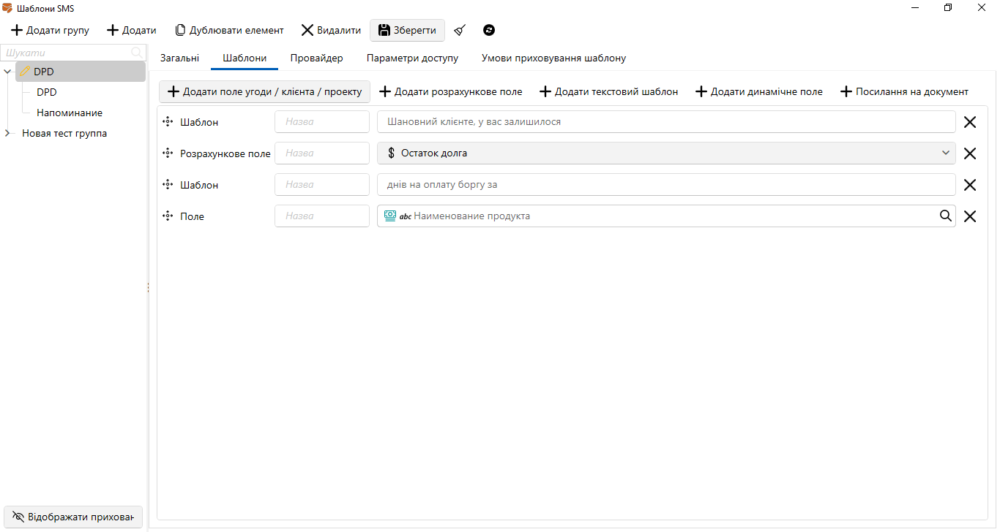 Шаблони SMS
Додати групу Додати Дублювати елемент Видалити Зберегти
Шукати
Загальні Шаблони Провайдер Параметри доступу Умови приховування шаблону
DPD
DPD
Напоминание
Новая тест группа
Додати поле угоди / клієнта / проекту Додати розрахункове поле Додати текстовий шаблон Додати динамічне поле Посилання на документ
Шаблон Назва Шановний клієнте, у вас залишилося
Розрахункове поле Назва $ Остаток долга
Шаблон Назва днів на оплату боргу за
Поле Назва abc Наименование продукта
Відображати прихован